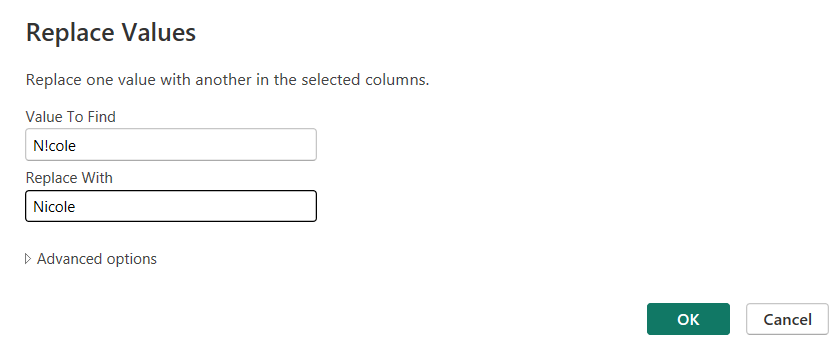 Replace Values
Replace one value with another in the selected columns.
Value To Find
N!cole
Replace With
Nicole
Advanced options
OK
Cancel